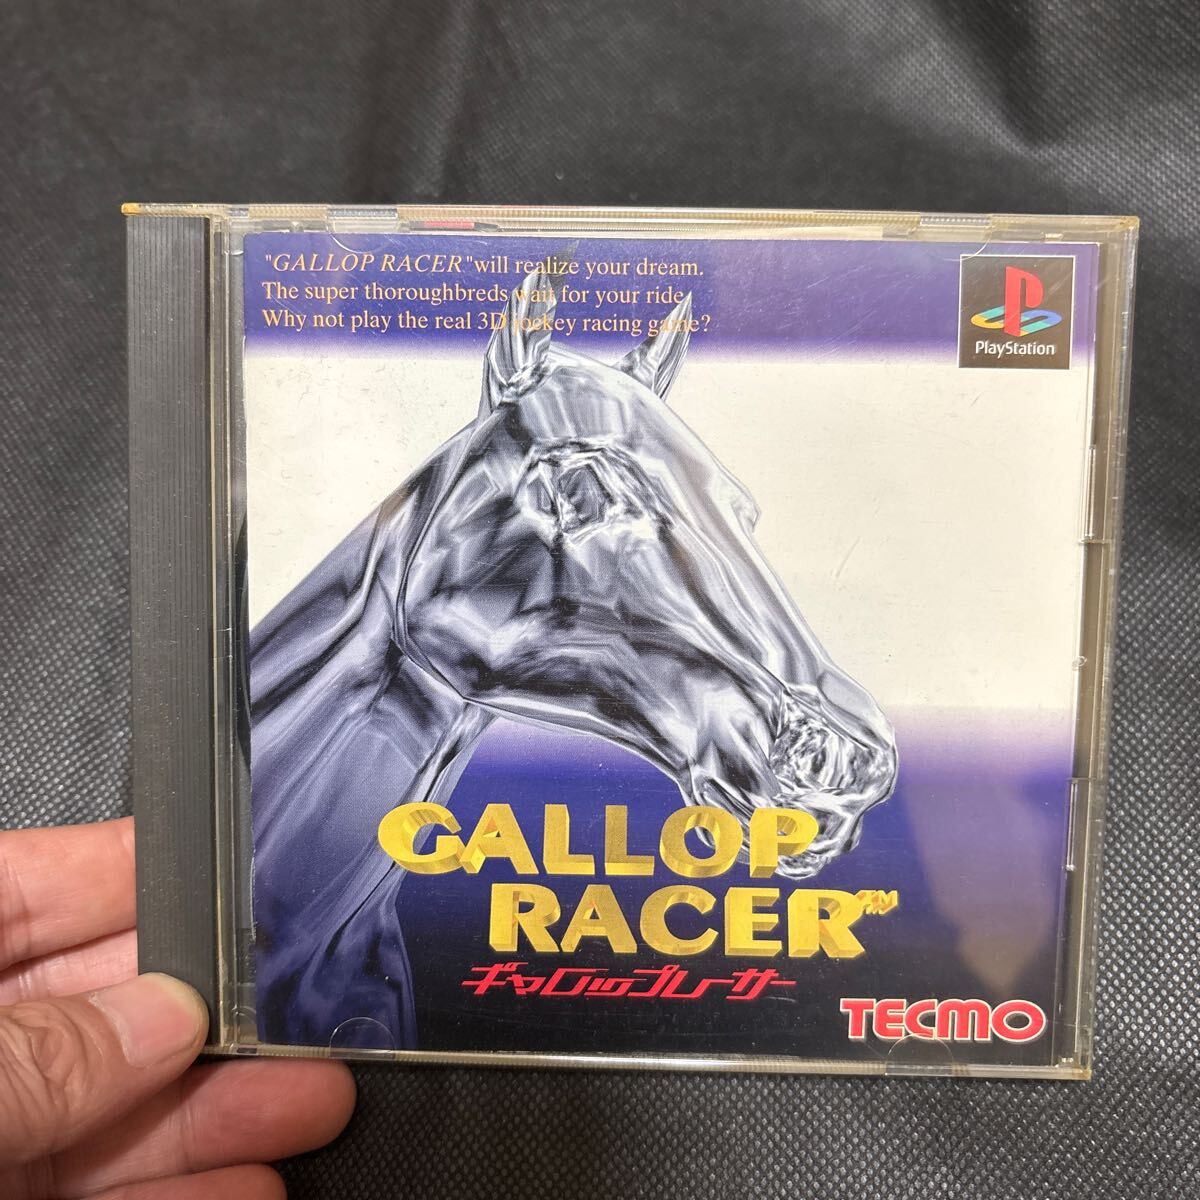 "GALLOP RACER" will realize your dream.
The super thoroughbreds wait for your ride.
Why not play the real 3D jockey racing game?
PlayStation
GALLOP
RACER™
ギャロップレーサー
TECMO